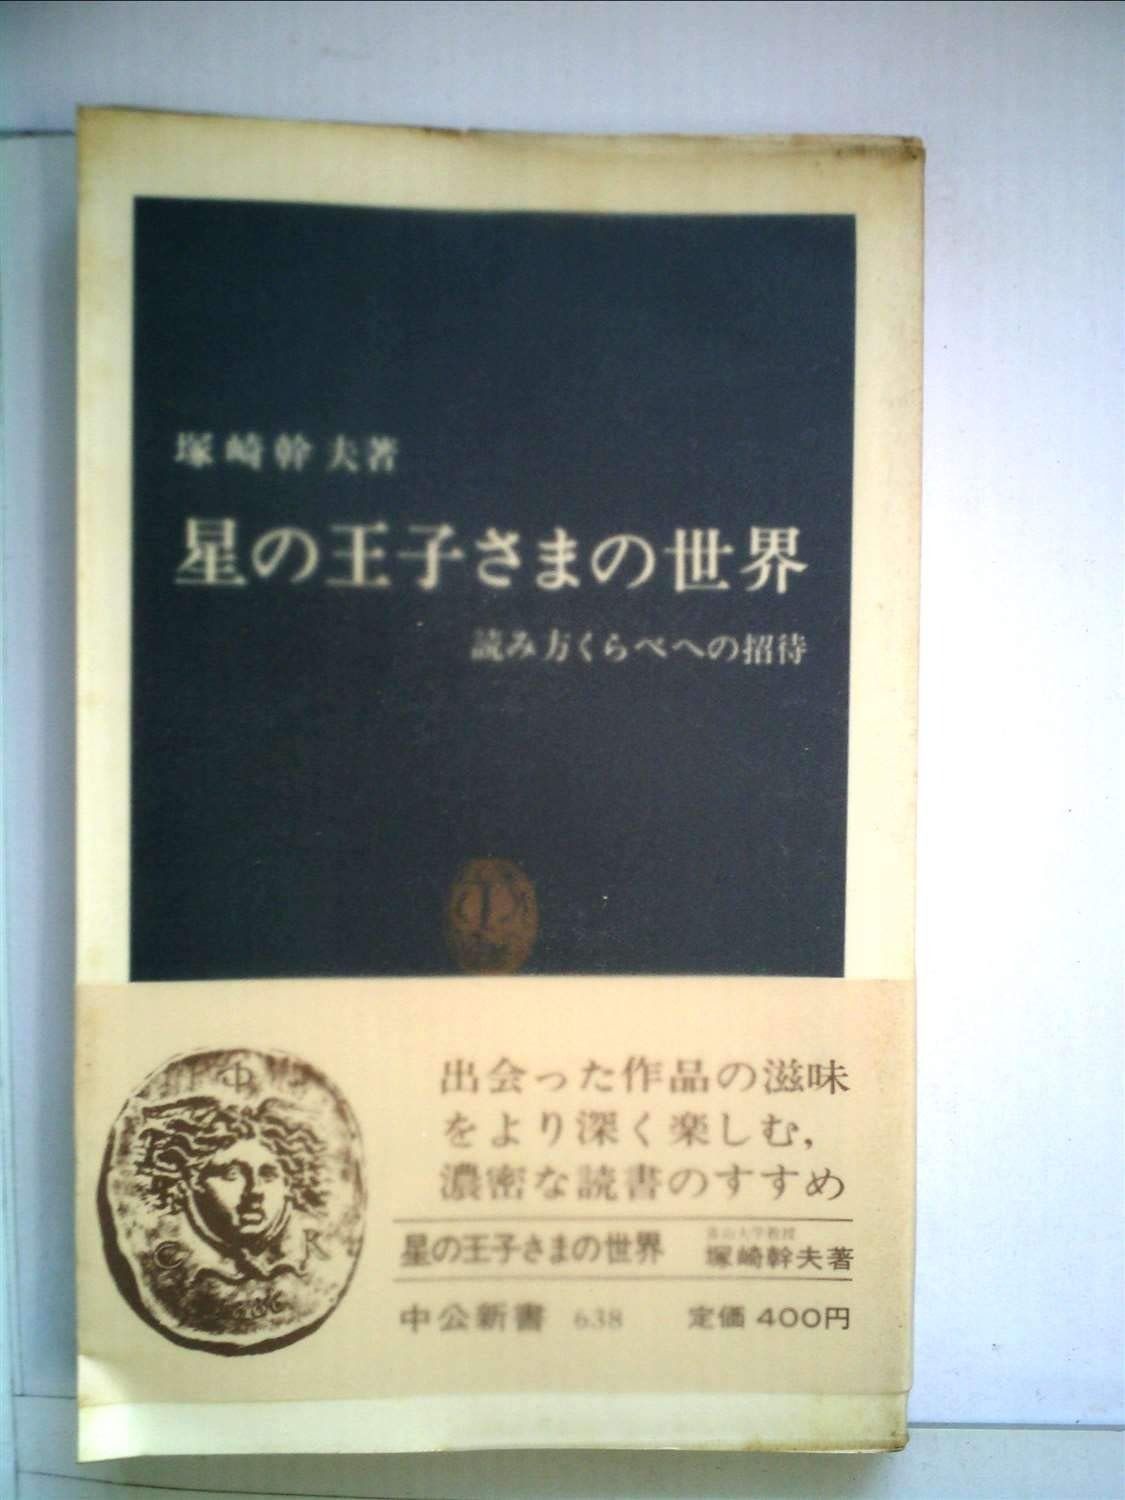 塚崎幹夫著
星の王子さまの世界
読み方くらべへの招待
出会った作品の滋味
をより深く楽しむ,
濃密な読書のすすめ
星の王子さまの世界
塚崎幹夫著
中公新書 638 定価 400円
中
C R